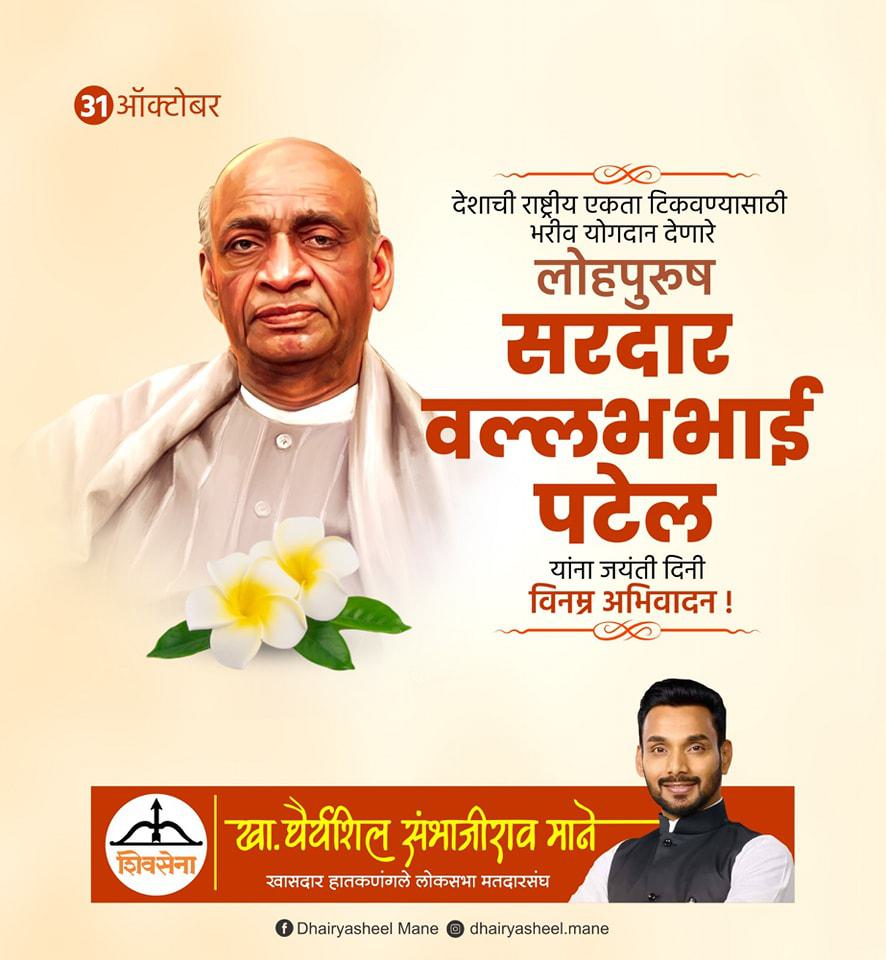 31 ऑक्टोबर
देशाची राष्ट्रीय एकता टिकवण्यासाठी
भरीव योगदान देणारे
लोहपुरुष
सरदार
वल्लभभाई
पटेल
यांना जयंती दिनी
विनम्र अभिवादन !
शिवसेना
खा. धैर्यशिल संभाजीराव माने
खासदार हातकणंगले लोकसभा मतदारसंघ
Dhairyasheel Mane dhairyasheel.mane